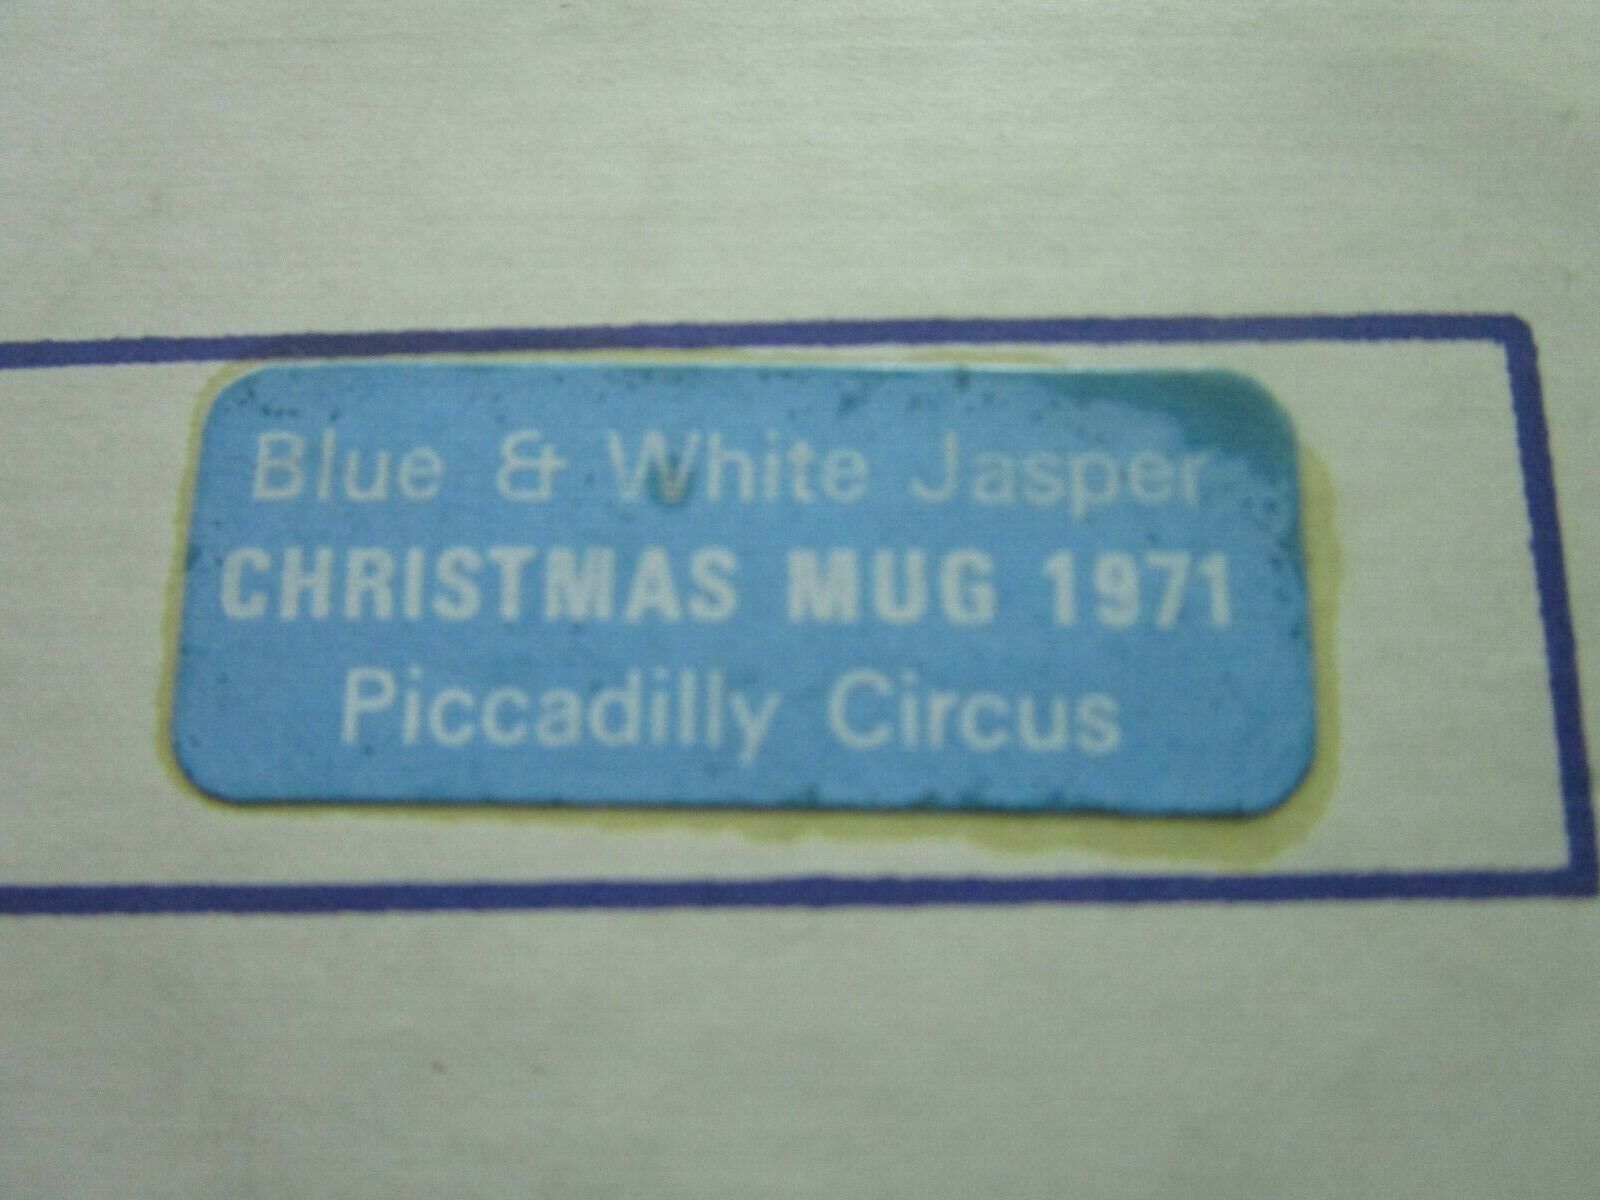 Blue & White Jasper
CHRISTMAS MUG 1971
Piccadilly Circus